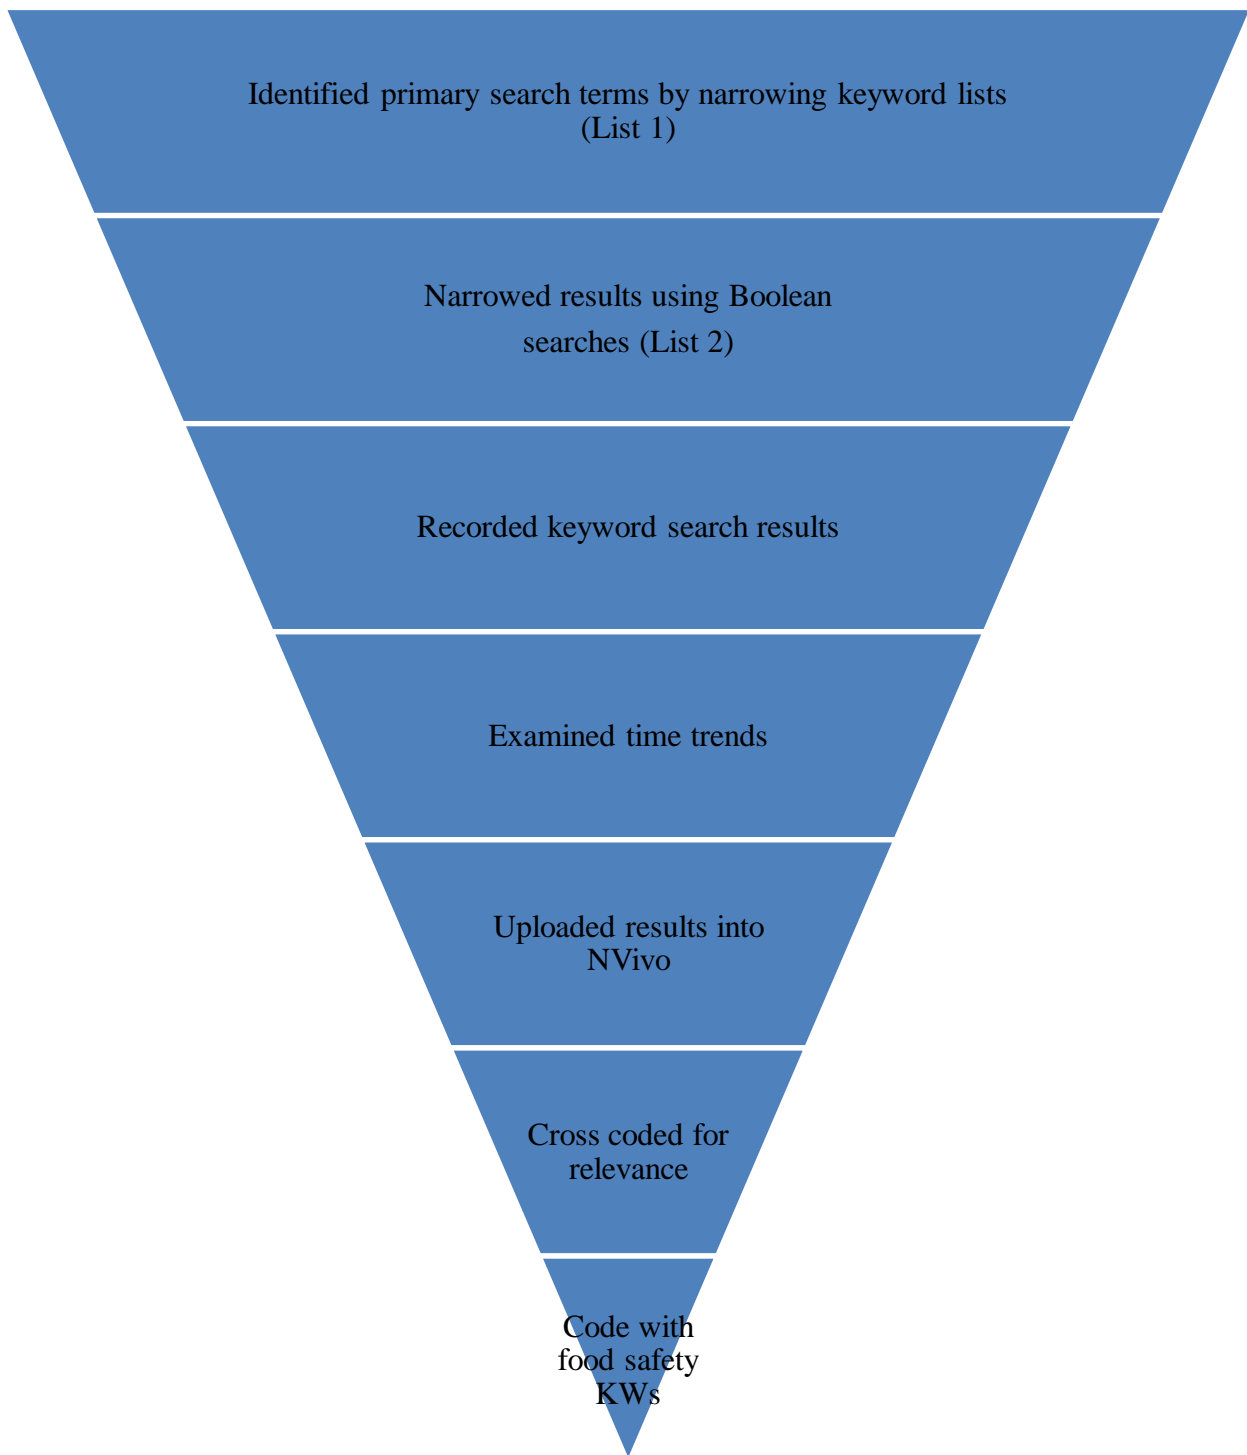 Identified primary search terms by narrowing keyword lists
(List 1)
Narrowed results using Boolean
searches (List 2)
Recorded keyword search results
Examined time trends
Uploaded results into
NVivo
Cross coded for
relevance
Code with
food safety
KWs